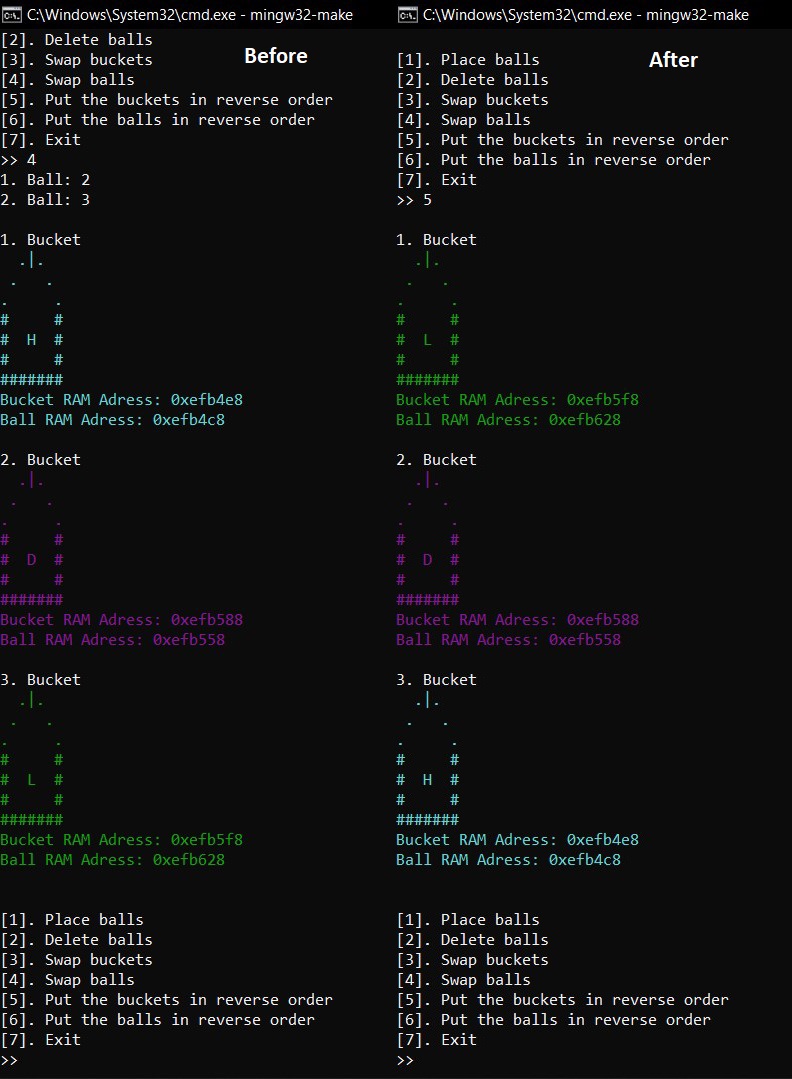 C:\Windows\System32\cmd.exe - mingw32-make
[2]. Delete balls
Before
[3]. Swap buckets
[4]. Swap balls
[5]. Put the buckets in reverse order
[6]. Put the balls in reverse order
[7]. Exit
>> 4
1. Ball: 2
2. Ball: 3
1. Bucket
  .|.
 .   .
.     .
#     #
#  H  #
#     #
#######
Bucket RAM Adress: 0xefb4e8
Ball RAM Adress: 0xefb4c8
2. Bucket
  .|.
 .   .
.     .
#     #
#  D  #
#     #
#######
Bucket RAM Adress: 0xefb588
Ball RAM Adress: 0xefb558
3. Bucket
  .|.
 .   .
.     .
#     #
#  L  #
#     #
#######
Bucket RAM Adress: 0xefb5f8
Ball RAM Adress: 0xefb628
[1]. Place balls
[2]. Delete balls
[3]. Swap buckets
[4]. Swap balls
[5]. Put the buckets in reverse order
[6]. Put the balls in reverse order
[7]. Exit
>>
C:\Windows\System32\cmd.exe - mingw32-make
After
[1]. Place balls
[2]. Delete balls
[3]. Swap buckets
[4]. Swap balls
[5]. Put the buckets in reverse order
[6]. Put the balls in reverse order
[7]. Exit
>> 5
1. Bucket
  .|.
 .   .
.     .
#     #
#  L  #
#     #
#######
Bucket RAM Adress: 0xefb5f8
Ball RAM Adress: 0xefb628
2. Bucket
  .|.
 .   .
.     .
#     #
#  D  #
#     #
#######
Bucket RAM Adress: 0xefb588
Ball RAM Adress: 0xefb558
3. Bucket
  .|.
 .   .
.     .
#     #
#  H  #
#     #
#######
Bucket RAM Adress: 0xefb4e8
Ball RAM Adress: 0xefb4c8
[1]. Place balls
[2]. Delete balls
[3]. Swap buckets
[4]. Swap balls
[5]. Put the buckets in reverse order
[6]. Put the balls in reverse order
[7]. Exit
>>